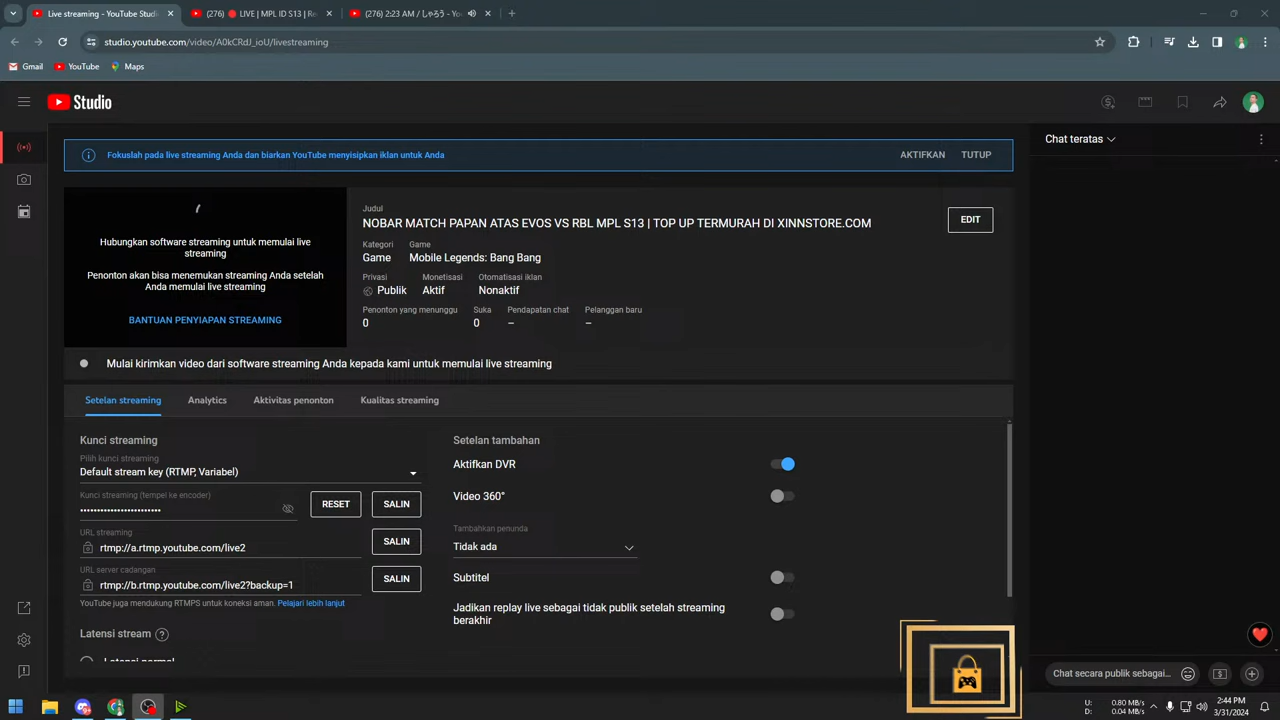 Live streaming - YouTube Studi
(276) 🔴 LIVE | MPL ID S13 | Re
(276) 2:23 AM / しゃろう - Yo
studio.youtube.com/video/A0kCRdJ_ioU/livestreaming
Gmail
YouTube
Maps
Studio
Chat teratas
Fokuslah pada live streaming Anda dan biarkan YouTube menyisipkan iklan untuk Anda
AKTIFKAN
TUTUP
Hubungkan software streaming untuk memulai live
streaming
Penonton akan bisa menemukan streaming Anda setelah
Anda memulai live streaming
BANTUAN PENYIAPAN STREAMING
Judul
NOBAR MATCH PAPAN ATAS EVOS VS RBL MPL S13 | TOP UP TERMURAH DI XINNSTORE.COM
EDIT
Kategori
Game
Game
Mobile Legends: Bang Bang
Privasi
Monetisasi
Otomatisasi iklan
Publik
Aktif
Nonaktif
Penonton yang menunggu
Suka
Pendapatan chat
Pelanggan baru
0
0
–
–
Mulai kirimkan video dari software streaming Anda kepada kami untuk memulai live streaming
Setelan streaming
Analytics
Aktivitas penonton
Kualitas streaming
Kunci streaming
Pilih kunci streaming
Default stream key (RTMP, Variabel)
Kunci streaming (tempel ke encoder)
••••••••••••••••••••••••
RESET
SALIN
URL streaming
rtmp://a.rtmp.youtube.com/live2
SALIN
URL server cadangan
rtmp://b.rtmp.youtube.com/live2?backup=1
SALIN
YouTube juga mendukung RTMPS untuk koneksi aman. Pelajari lebih lanjut
Latensi stream
Latensi normal
Setelan tambahan
Aktifkan DVR
Video 360°
Tambahkan penunda
Tidak ada
Subtitel
Jadikan replay live sebagai tidak publik setelah streaming
berakhir
Chat secara publik sebagai...
U: 0.80 MB/s
D: 0.04 MB/s
2:44 PM
3/31/2024